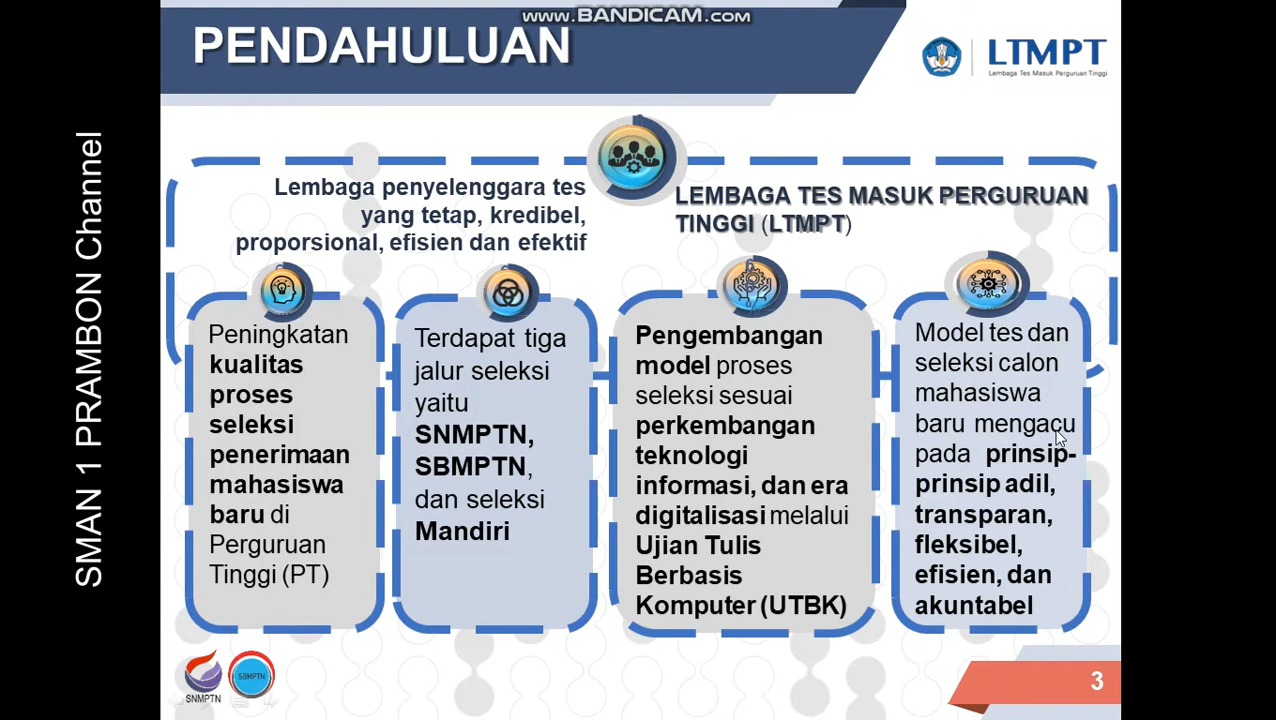 www.BANDICAM.com
PENDAHULUAN
LTMPT
Lembaga Tes Masuk Perguruan Tinggi
SMAN 1 PRAMBON Channel
Lembaga penyelenggara tes
yang tetap, kredibel,
proporsional, efisien dan efektif
LEMBAGA TES MASUK PERGURUAN
TINGGI (LTMPT)
Peningkatan
kualitas
proses
seleksi
penerimaan
mahasiswa
baru di
Perguruan
Tinggi (PT)
Terdapat tiga
jalur seleksi
yaitu
SNMPTN,
SBMPTN,
dan seleksi
Mandiri
Pengembangan
model proses
seleksi sesuai
perkembangan
teknologi
informasi, dan era
digitalisasi melalui
Ujian Tulis
Berbasis
Komputer (UTBK)
Model tes dan
seleksi calon
mahasiswa
baru mengacu
pada prinsip-
prinsip adil,
transparan,
fleksibel,
efisien, dan
akuntabel
SNMPTN
SBMPTN
3